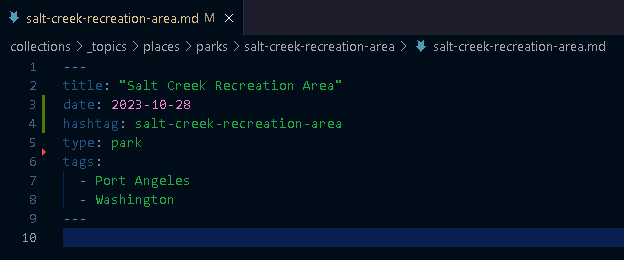 salt-creek-recreation-area.md M ×
collections > _topics > places > parks > salt-creek-recreation-area > salt-creek-recreation-area.md
1 ---
2 title: "Salt Creek Recreation Area"
3 date: 2023-10-28
4 hashtag: salt-creek-recreation-area
5 type: park
6 tags:
7   - Port Angeles
8   - Washington
9 ---
10